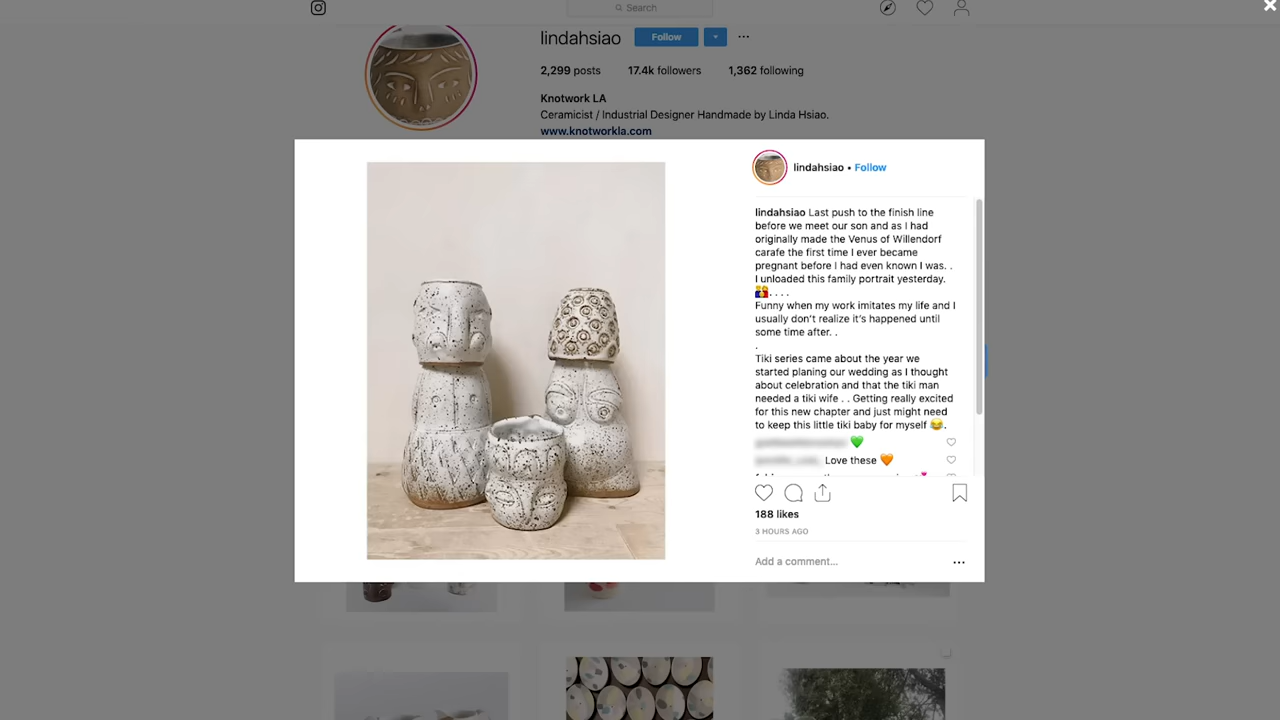 Search
lindahsiao
Follow
2,299 posts 17.4k followers 1,362 following
Knotwork LA
Ceramicist / Industrial Designer Handmade by Linda Hsiao.
www.knotworkla.com
lindahsiao • Follow
lindahsiao Last push to the finish line
before we meet our son and as I had
originally made the Venus of Willendorf
carafe the first time I ever became
pregnant before I had even known I was. .
I unloaded this family portrait yesterday.
. . . .
Funny when my work imitates my life and I
usually don't realize it's happened until
some time after. .
.
Tiki series came about the year we
started planing our wedding as I thought
about celebration and that the tiki man
needed a tiki wife . . Getting really excited
for this new chapter and just might need
to keep this little tiki baby for myself 😂.
💚
Love these 🧡
188 likes
3 HOURS AGO
Add a comment...